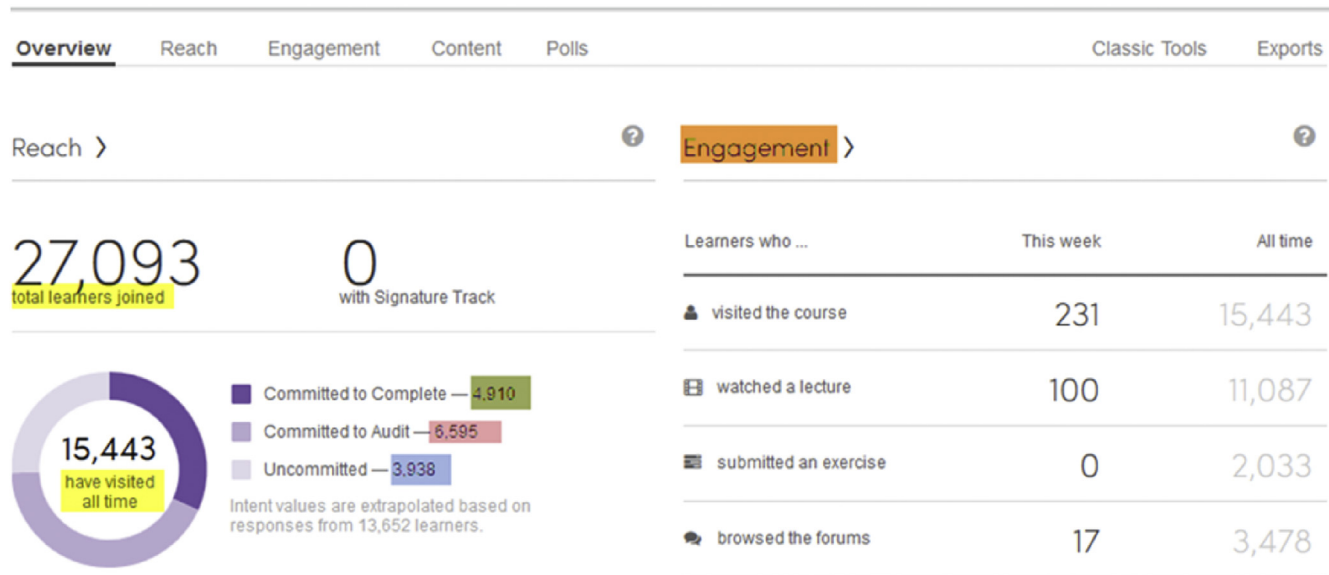 Overview Reach Engagement Content Polls Classic Tools Exports
Reach > ?
27,093
total learners joined
0
with Signature Track
15,443
have visited
all time
Committed to Complete — 4,910
Committed to Audit — 6,595
Uncommitted — 3,938
Intent values are extrapolated based on
responses from 13,652 learners.
Engagement > ?
Learners who ... This week All time
visited the course 231 15,443
watched a lecture 100 11,087
submitted an exercise 0 2,033
browsed the forums 17 3,478